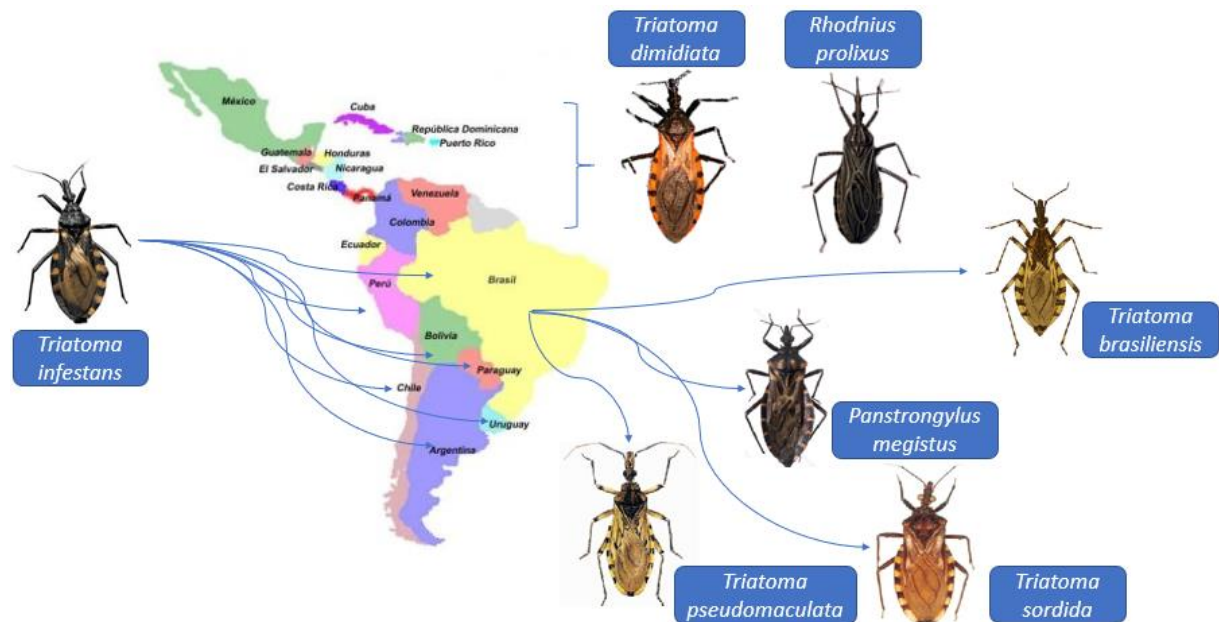 Triatoma
dimidiata
Rhodnius
prolixus
México
Cuba
República Dominicana
Puerto Rico
Guatemala
Honduras
El Salvador
Nicaragua
Costa Rica
Panamá
Venezuela
Colombia
Ecuador
Brasil
Perú
Bolivia
Paraguay
Chile
Uruguay
Argentina
Triatoma
infestans
Triatoma
brasiliensis
Panstrongylus
megistus
Triatoma
pseudomaculata
Triatoma
sordida